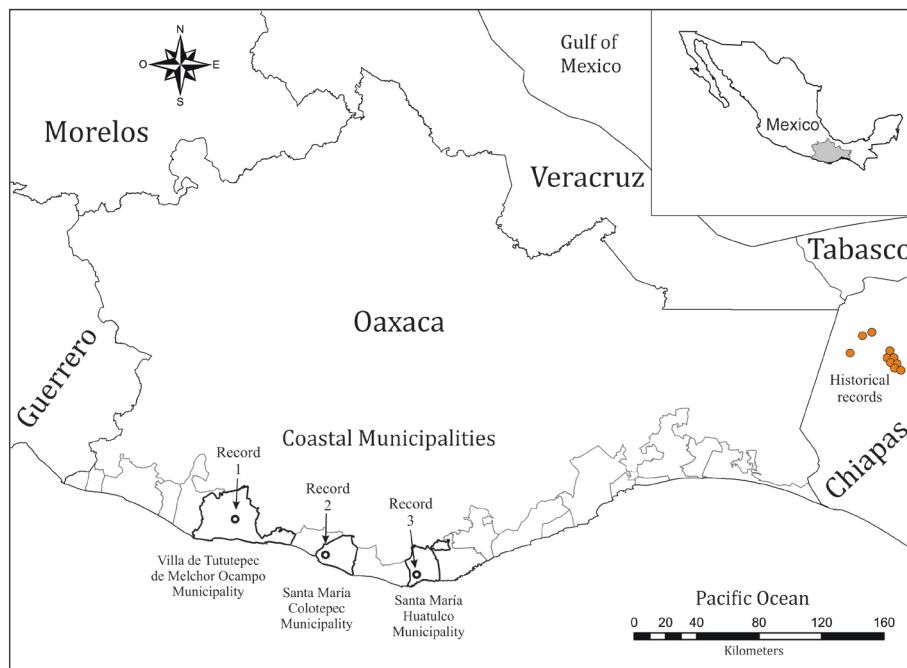 N
O
E
S
Gulf of
Mexico
Mexico
Morelos
Veracruz
Tabasco
Oaxaca
Guerrero
Historical
records
Chiapas
Coastal Municipalities
Record
1
Record
2
Record
3
Villa de Tututepec
de Melchor Ocampo
Municipality
Santa María
Colotepec
Municipality
Santa María
Huatulco
Municipality
Pacific Ocean
0 20 40 80 120 160
Kilometers